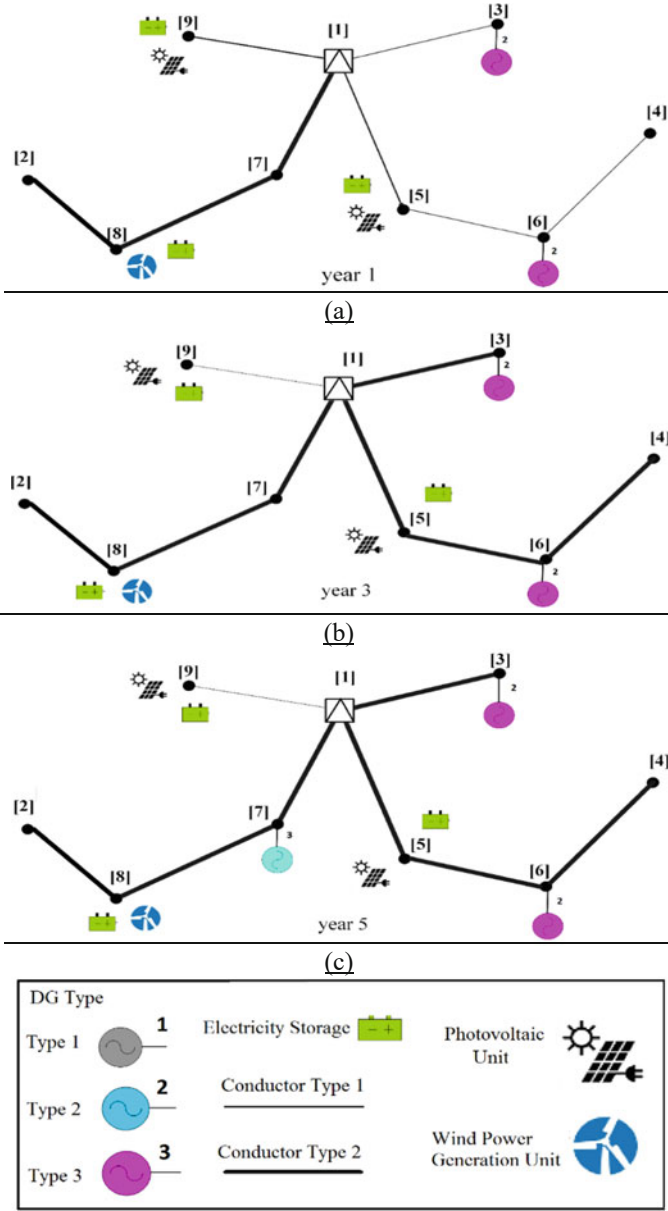 [9] [1] [3]
2
[4]
[2] [7] [5] [6]
[8] 2
year 1
(a)
[9] [1] [3]
2
[4]
[2] [7] [5] [6]
[8] 2
year 3
(b)
[9] [1] [3]
2
[4]
[2] [7] [5] [6]
3
[8] 2
year 5
(c)
DG Type
Type 1 1
Type 2 2
Type 3 3
Electricity Storage
Conductor Type 1
Conductor Type 2
Photovoltaic
Unit
Wind Power
Generation Unit